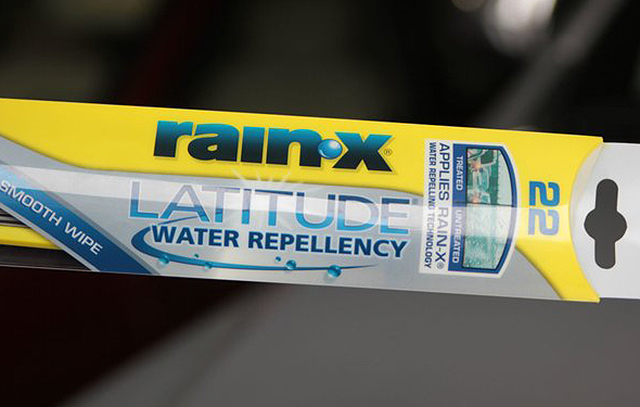 rain·x®
LATITUDE
WATER REPELLENCY
SMOOTH WIPE
APPLIES RAIN-X®
WATER REPELLING TECHNOLOGY
TREATED
UNTREATED
22